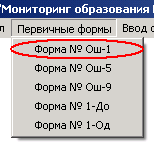 "Мониторинг образования
Первичные формы Ввод
Форма № Ош-1
Форма № Ош-5
Форма № Ош-9
Форма № 1-До
Форма № 1-Од